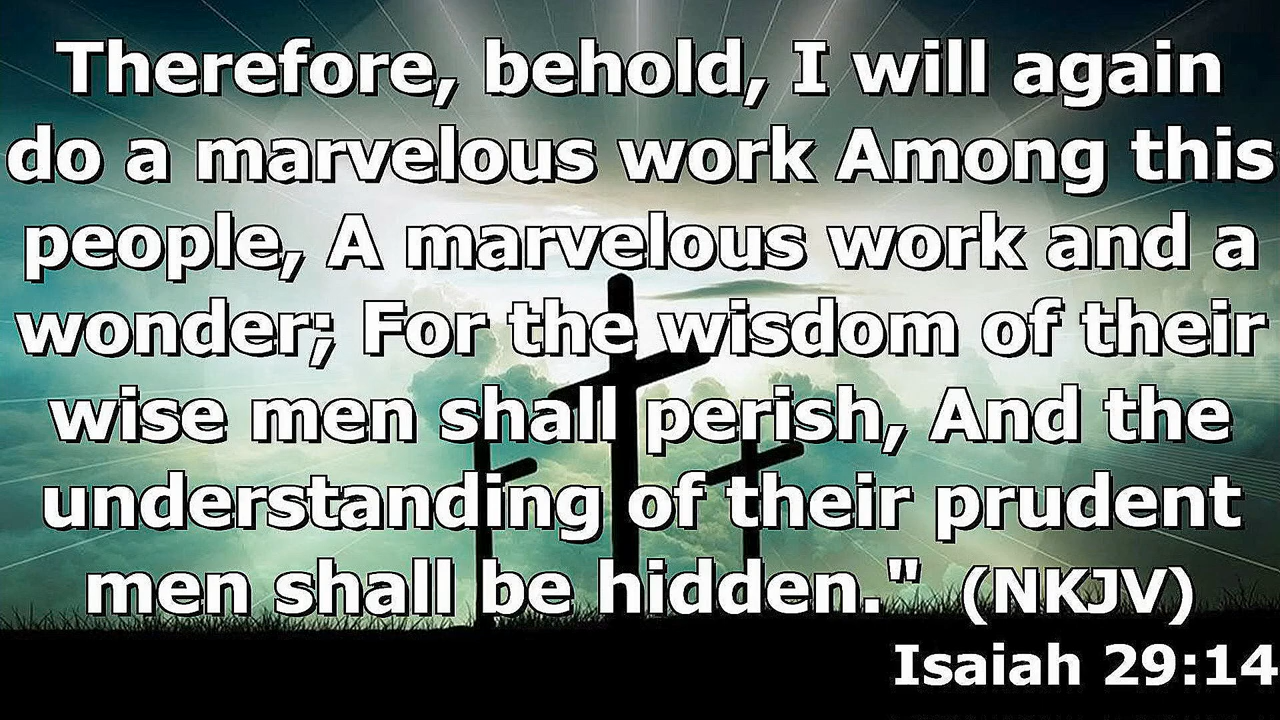 Therefore, behold, I will again
do a marvelous work Among this
people, A marvelous work and a
wonder; For the wisdom of their
wise men shall perish, And the
understanding of their prudent
men shall be hidden." (NKJV)
Isaiah 29:14